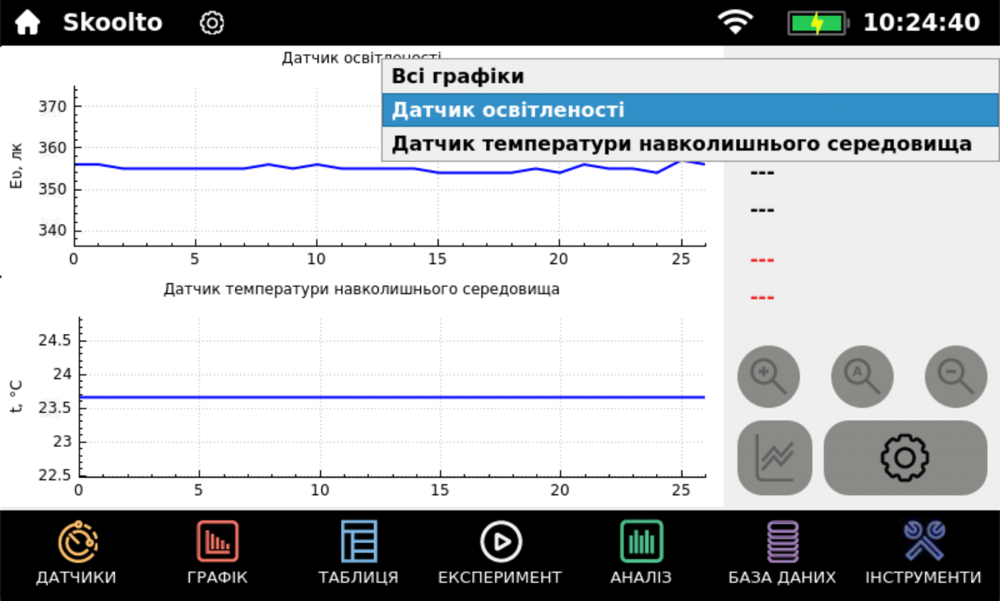 Skoolto
10:24:40
Датчик освітленості
Всі графіки
Датчик освітленості
Датчик температури навколишнього середовища
370
360
350
340
Eυ, лк
0 5 10 15 20 25
---
---
---
---
Датчик температури навколишнього середовища
24.5
24
23.5
23
22.5
t, °C
0 5 10 15 20 25
A
ДАТЧИКИ
ГРАФІК
ТАБЛИЦЯ
ЕКСПЕРИМЕНТ
АНАЛІЗ
БАЗА ДАНИХ
ІНСТРУМЕНТИ